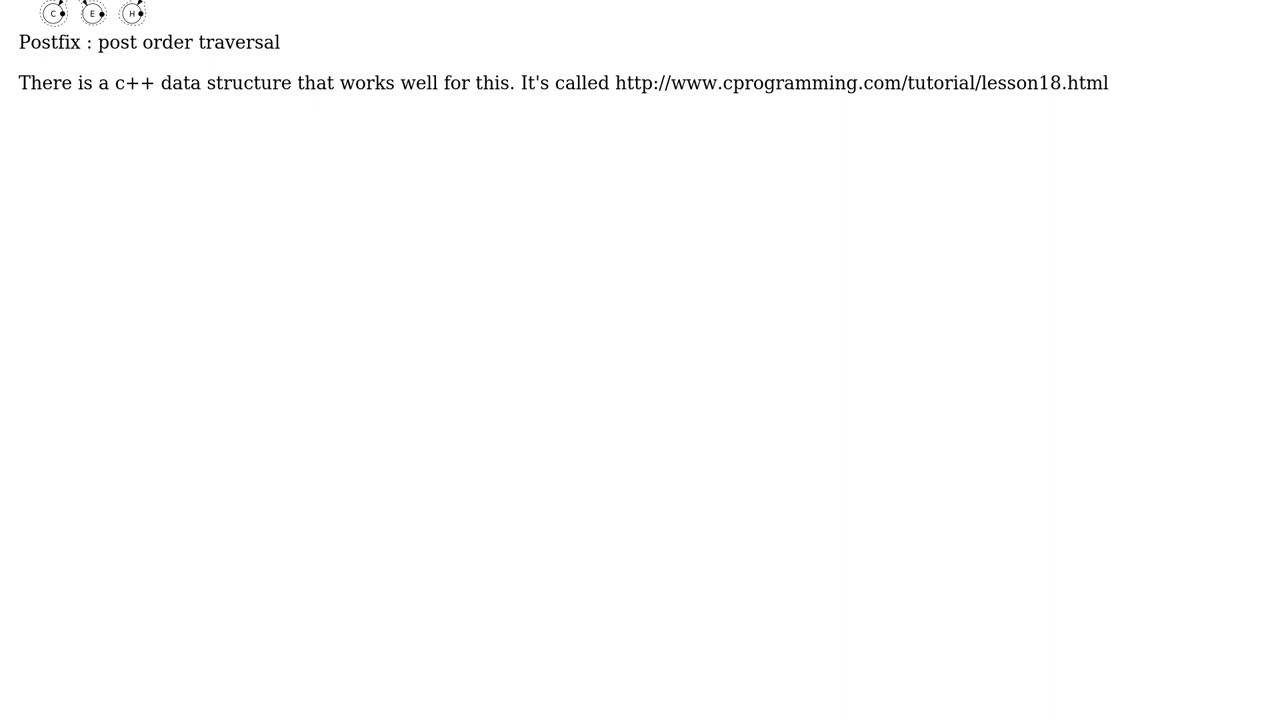 C E H
Postfix : post order traversal
There is a c++ data structure that works well for this. It's called http://www.cprogramming.com/tutorial/lesson18.html